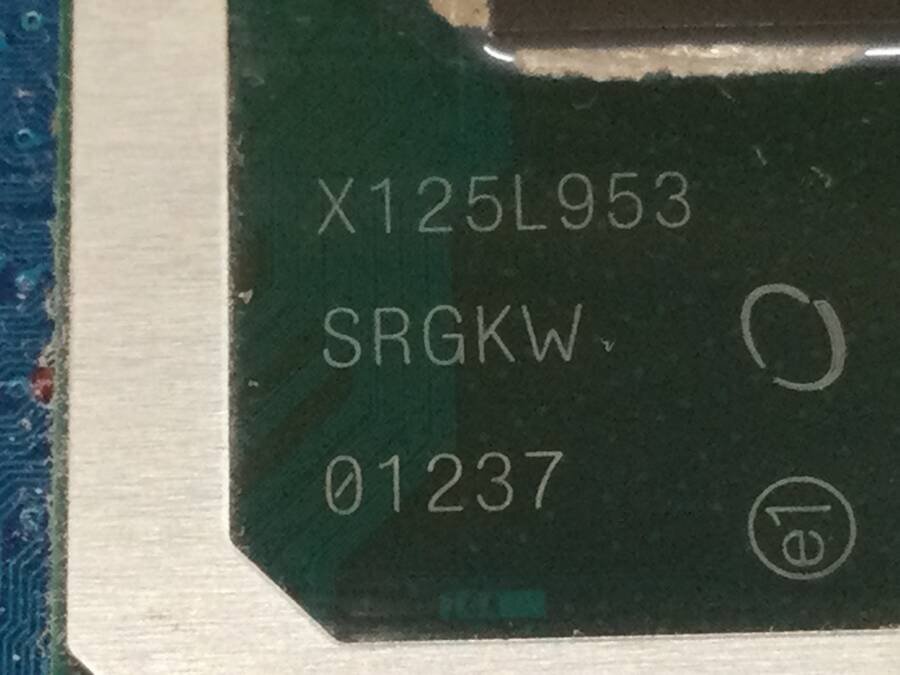 X125L953
SRGKW
01237
e1